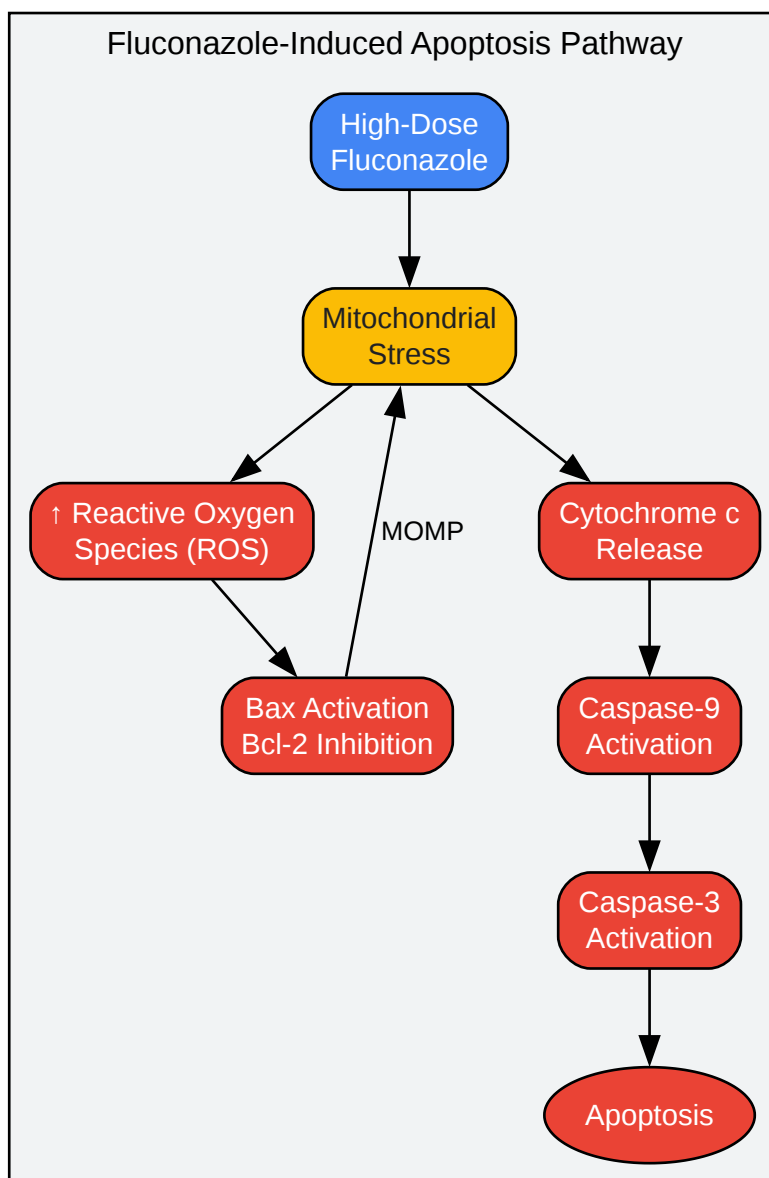 Fluconazole-Induced Apoptosis Pathway
High-Dose
Fluconazole
Mitochondrial
Stress
↑ Reactive Oxygen
Species (ROS)
Cytochrome c
Release
MOMP
Bax Activation
Bcl-2 Inhibition
Caspase-9
Activation
Caspase-3
Activation
Apoptosis